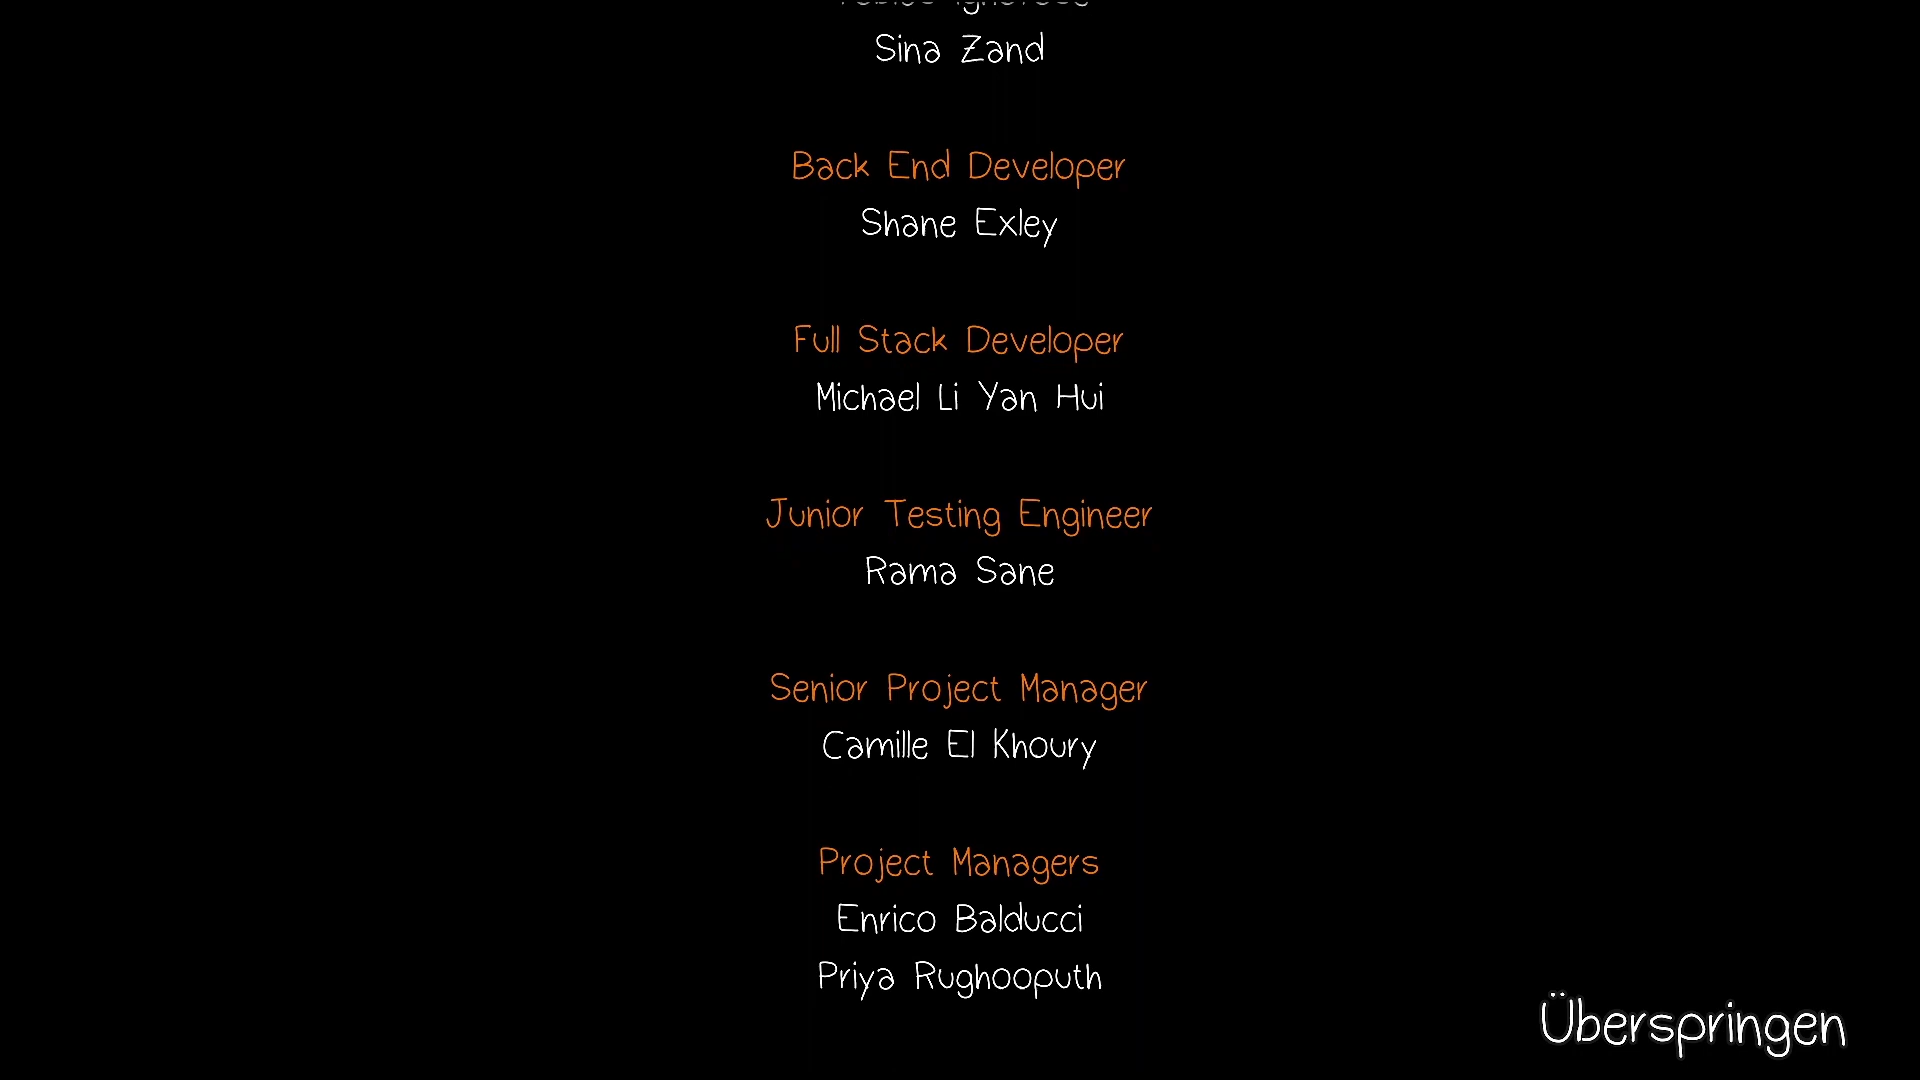 Sina Zand
Back End Developer
Shane Exley
Full Stack Developer
Michael Li Yan Hui
Junior Testing Engineer
Rama Sane
Senior Project Manager
Camille El Khoury
Project Managers
Enrico Balducci
Priya Rughooputh
Überspringen